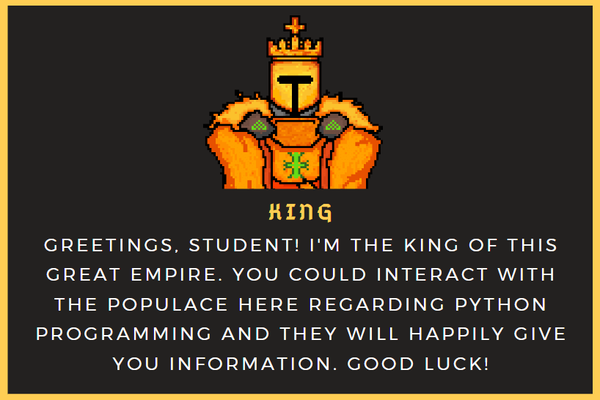 KING
GREETINGS, STUDENT! I'M THE KING OF THIS
GREAT EMPIRE. YOU COULD INTERACT WITH
THE POPULACE HERE REGARDING PYTHON
PROGRAMMING AND THEY WILL HAPPILY GIVE
YOU INFORMATION. GOOD LUCK!